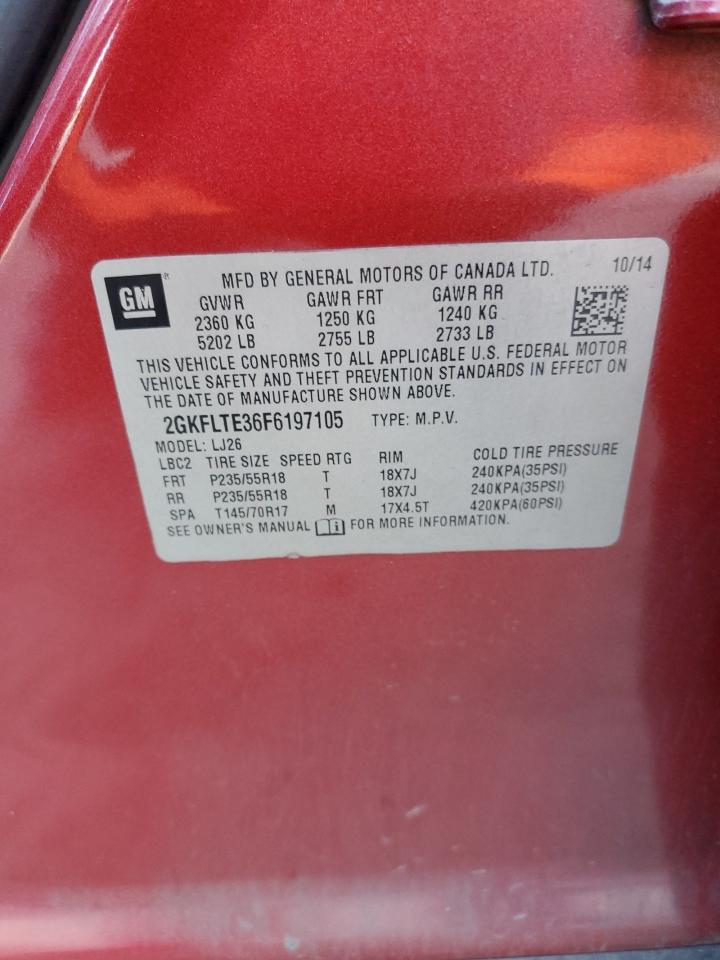 GM ® MFD BY GENERAL MOTORS OF CANADA LTD. 10/14
GVWR GAWR FRT GAWR RR
2360 KG 1250 KG 1240 KG
5202 LB 2755 LB 2733 LB
THIS VEHICLE CONFORMS TO ALL APPLICABLE U.S. FEDERAL MOTOR
VEHICLE SAFETY AND THEFT PREVENTION STANDARDS IN EFFECT ON
THE DATE OF MANUFACTURE SHOWN ABOVE.
2GKFLTE36F6197105 TYPE: M.P.V.
MODEL: LJ26
LBC2 TIRE SIZE SPEED RTG RIM COLD TIRE PRESSURE
FRT P235/55R18 T 18X7J 240KPA(35PSI)
RR P235/55R18 T 18X7J 240KPA(35PSI)
SPA T145/70R17 M 17X4.5T 420KPA(60PSI)
SEE OWNER'S MANUAL i FOR MORE INFORMATION.